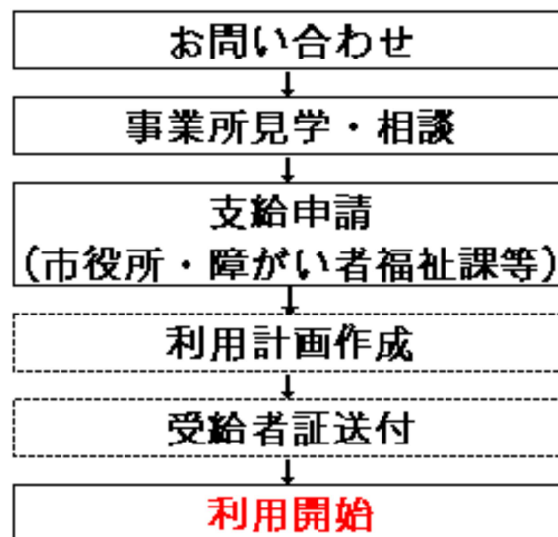 お問い合わせ
事業所見学・相談
支給申請
(市役所・障がい者福祉課等)
利用計画作成
受給者証送付
利用開始